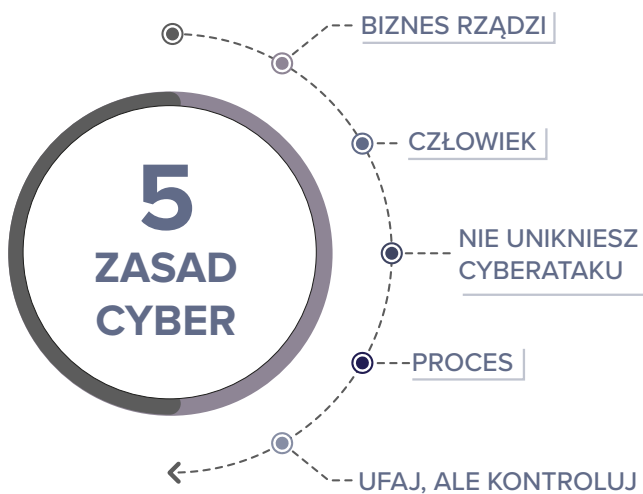 5
ZASAD
CYBER
BIZNES RZĄDZI
CZŁOWIEK
NIE UNIKNIESZ
CYBERATAKU
PROCES
UFAJ, ALE KONTROLUJ